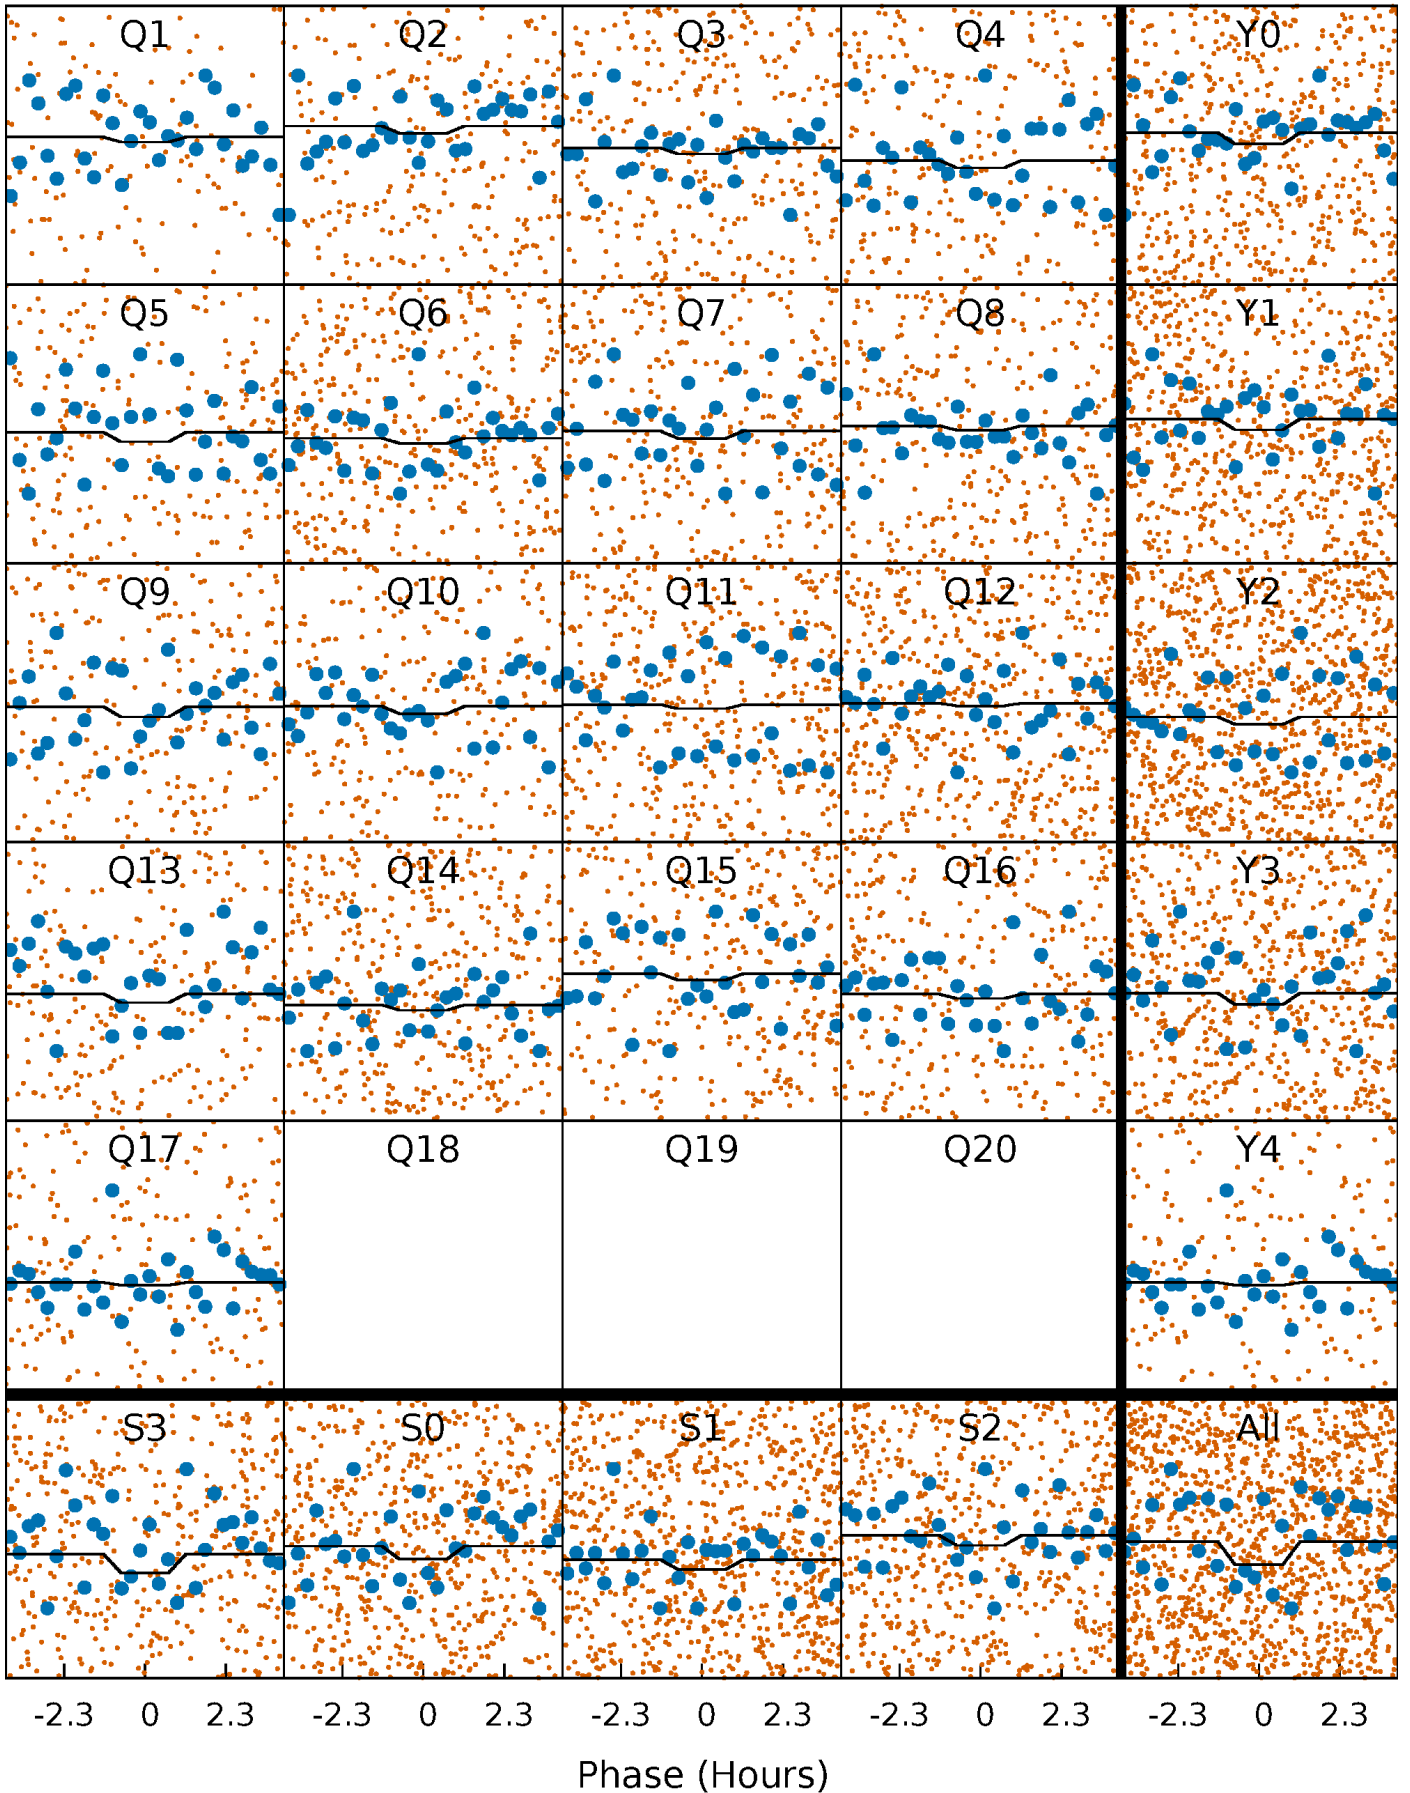 Q1 Q2 Q3 Q4 Y0
Q5 Q6 Q7 Q8 Y1
Q9 Q10 Q11 Q12 Y2
Q13 Q14 Q15 Q16 Y3
Q17 Q18 Q19 Q20 Y4
S3 S0 S1 S2 All
-2.3 0 2.3 -2.3 0 2.3 -2.3 0 2.3 -2.3 0 2.3 -2.3 0 2.3
Phase (Hours)